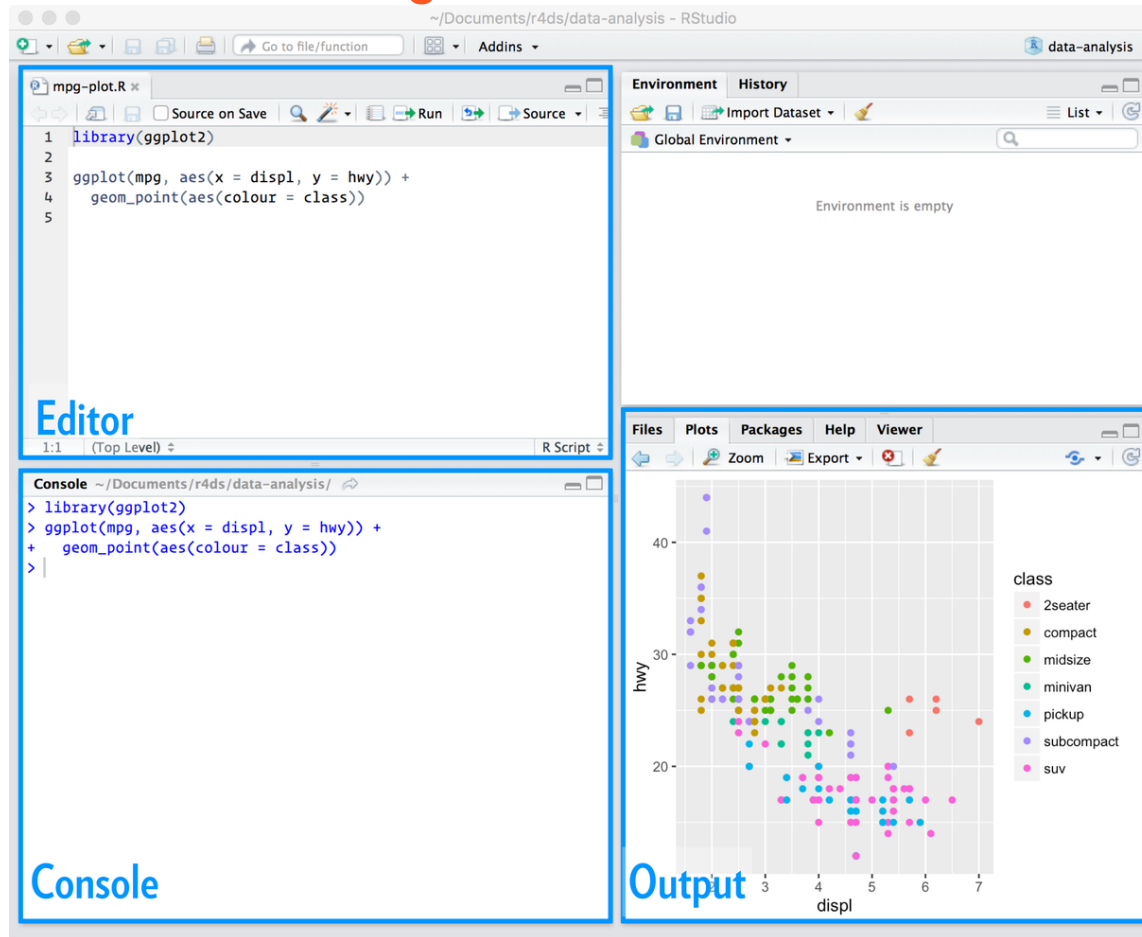 ~/Documents/r4ds/data-analysis - RStudio
Go to file/function
Addins
data-analysis
mpg-plot.R
Source on Save
Run
Source
1 library(ggplot2)
2
3 ggplot(mpg, aes(x = displ, y = hwy)) +
4 geom_point(aes(colour = class))
5
Editor
1:1 (Top Level)
R Script
Console ~/Documents/r4ds/data-analysis/
> library(ggplot2)
> ggplot(mpg, aes(x = displ, y = hwy)) +
+ geom_point(aes(colour = class))
>
Console
Environment History
Import Dataset
List
Global Environment
Environment is empty
Files Plots Packages Help Viewer
Zoom
Export
40
30
20
hwy
2 3 4 5 6 7
displ
class
2seater
compact
midsize
minivan
pickup
subcompact
suv
Output